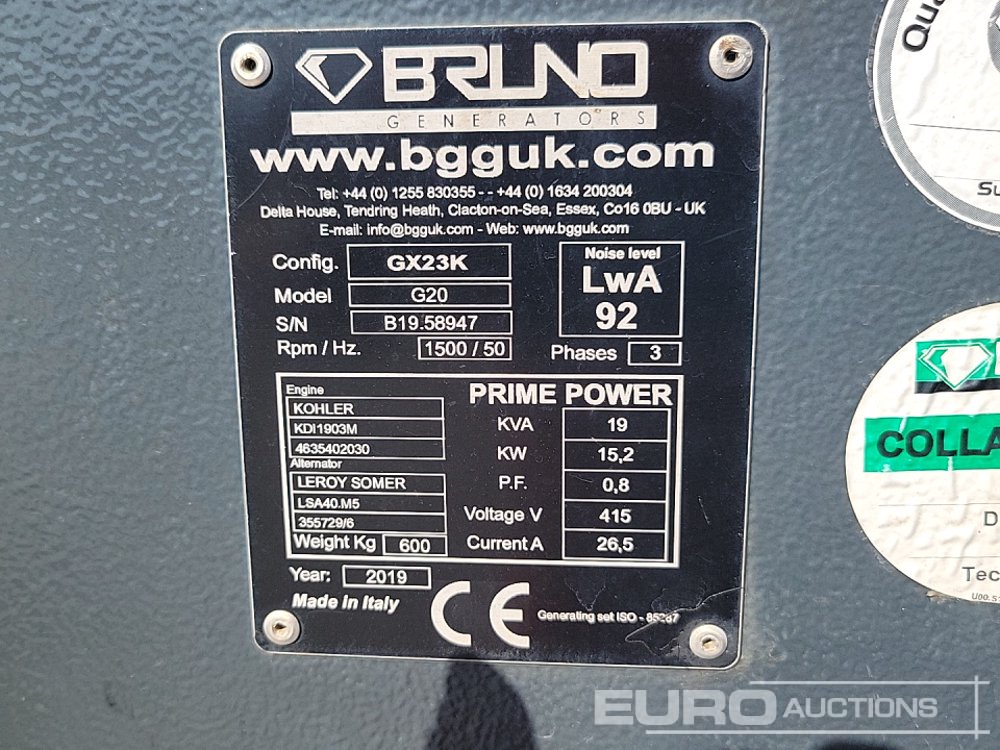 BRUNO
GENERATORS
www.bgguk.com
Tel: +44 (0) 1255 830355 - - +44 (0) 1634 200304
Delta House, Tendring Heath, Clacton-on-Sea, Essex, Co16 0BU - UK
E-mail: info@bgguk.com - Web: www.bgguk.com
Config. GX23K
Model G20
S/N B19.58947
Rpm / Hz. 1500 / 50
Noise level
LwA
92
Phases 3
Engine
KOHLER
KDI1903M
4635402030
Alternator
LEROY SOMER
LSA40.M5
355729/6
Weight Kg 600
PRIME POWER
KVA 19
KW 15,2
P.F. 0,8
Voltage V 415
Current A 26,5
Year: 2019
Made in Italy
CE
Generating set ISO - 85287
Qua
Su
COLLA
D
Tec
EURO AUCTIONS